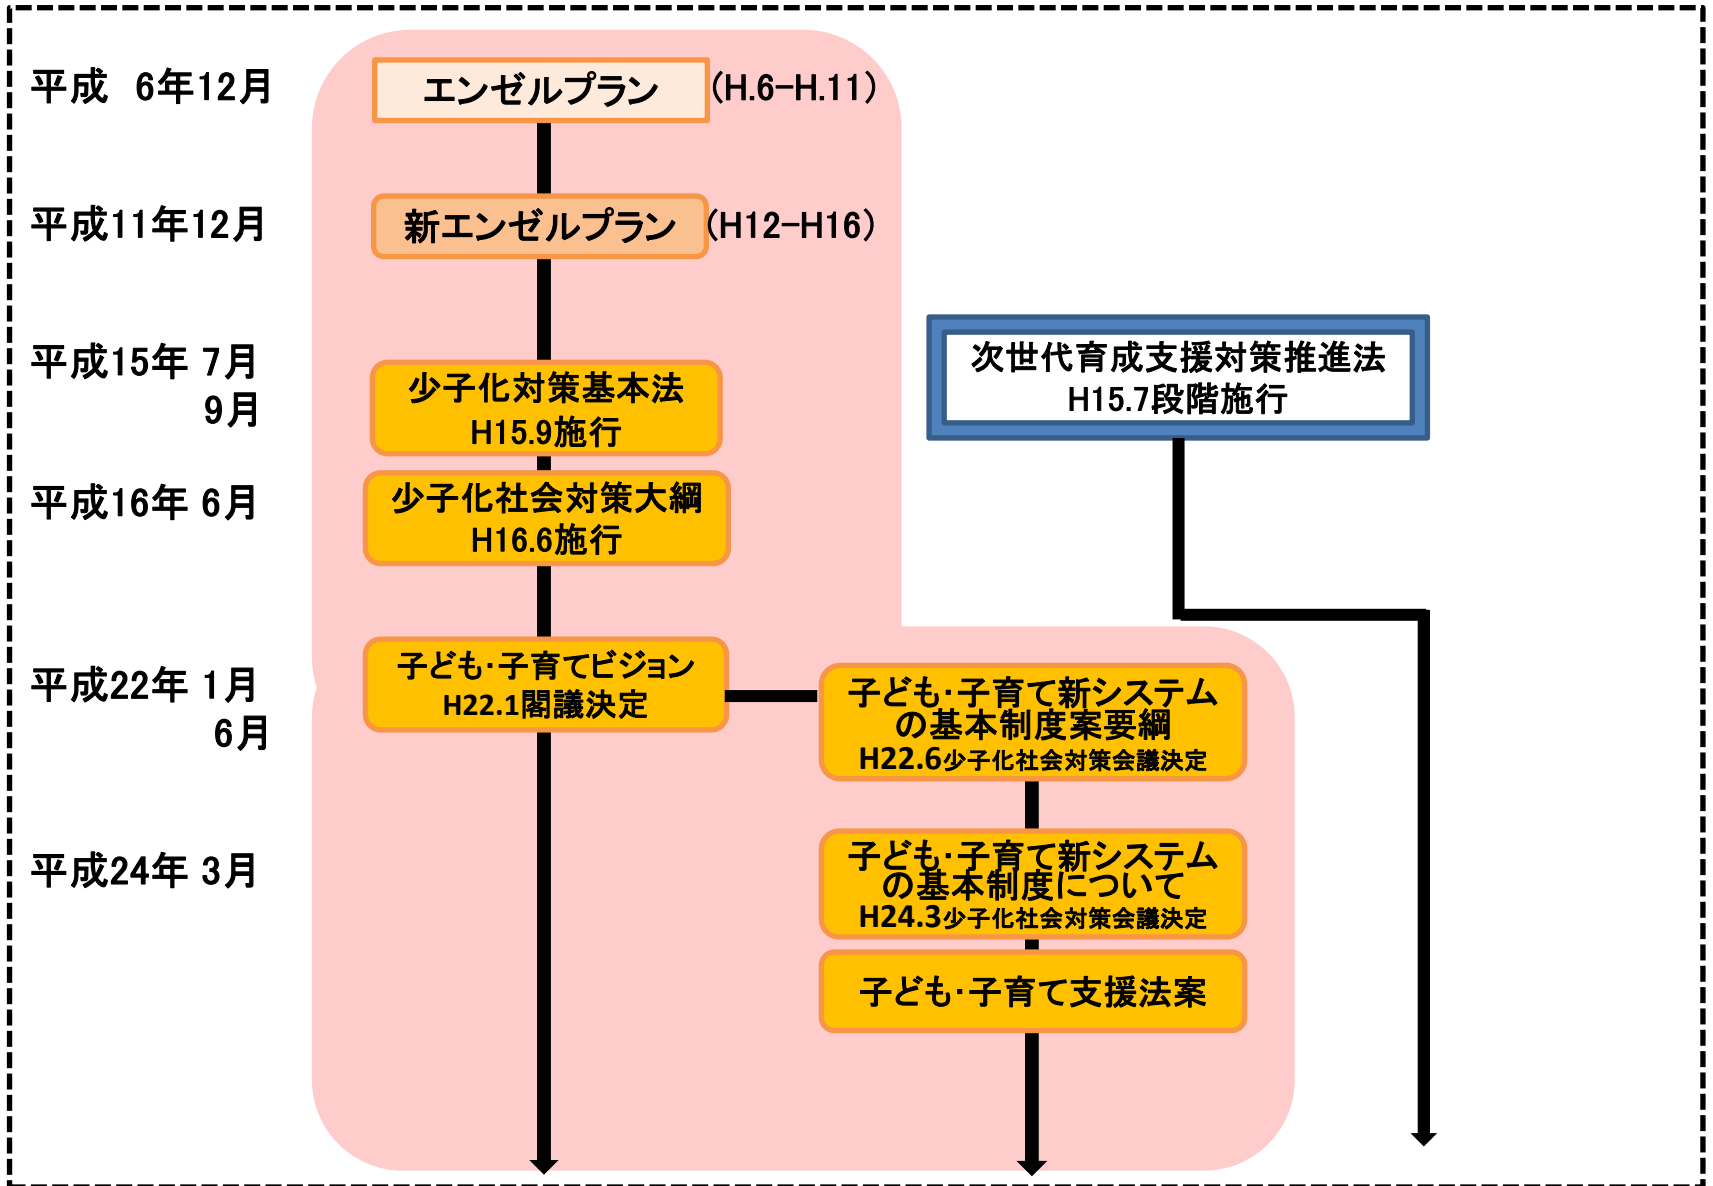 平成 6年12月
エンゼルプラン
(H.6-H.11)
平成11年12月
新エンゼルプラン
(H12-H16)
平成15年 7月
9月
少子化対策基本法
H15.9施行
次世代育成支援対策推進法
H15.7段階施行
平成16年 6月
少子化社会対策大綱
H16.6施行
平成22年 1月
6月
子ども・子育てビジョン
H22.1閣議決定
子ども・子育て新システム
の基本制度案要綱
H22.6少子化社会対策会議決定
平成24年 3月
子ども・子育て新システム
の基本制度について
H24.3少子化社会対策会議決定
子ども・子育て支援法案